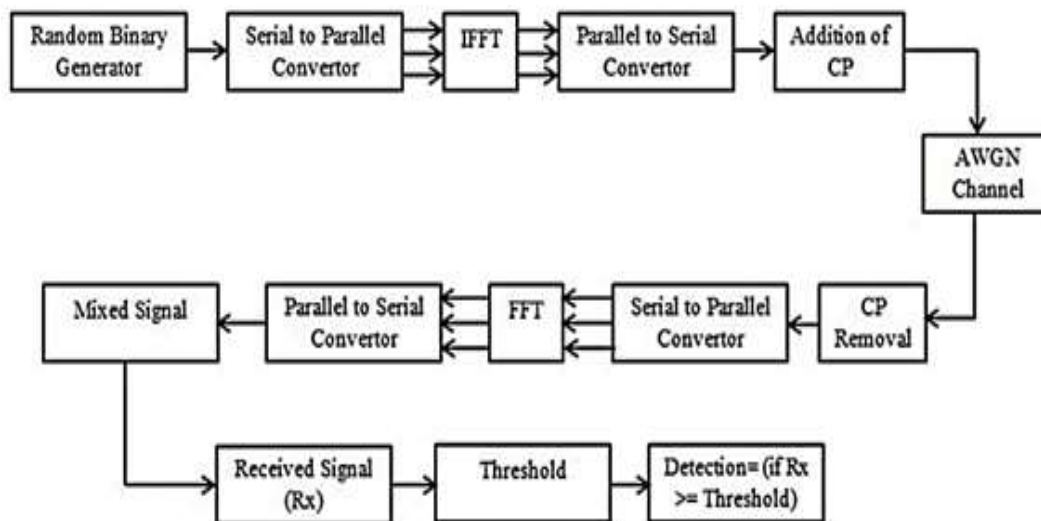 Random Binary
Generator
Serial to Parallel
Convertor
IFFT
Parallel to Serial
Convertor
Addition of
CP
AWGN
Channel
Mixed Signal
Parallel to Serial
Convertor
FFT
Serial to Parallel
Convertor
CP
Removal
Received Signal
(Rx)
Threshold
Detection= (if Rx
>= Threshold)